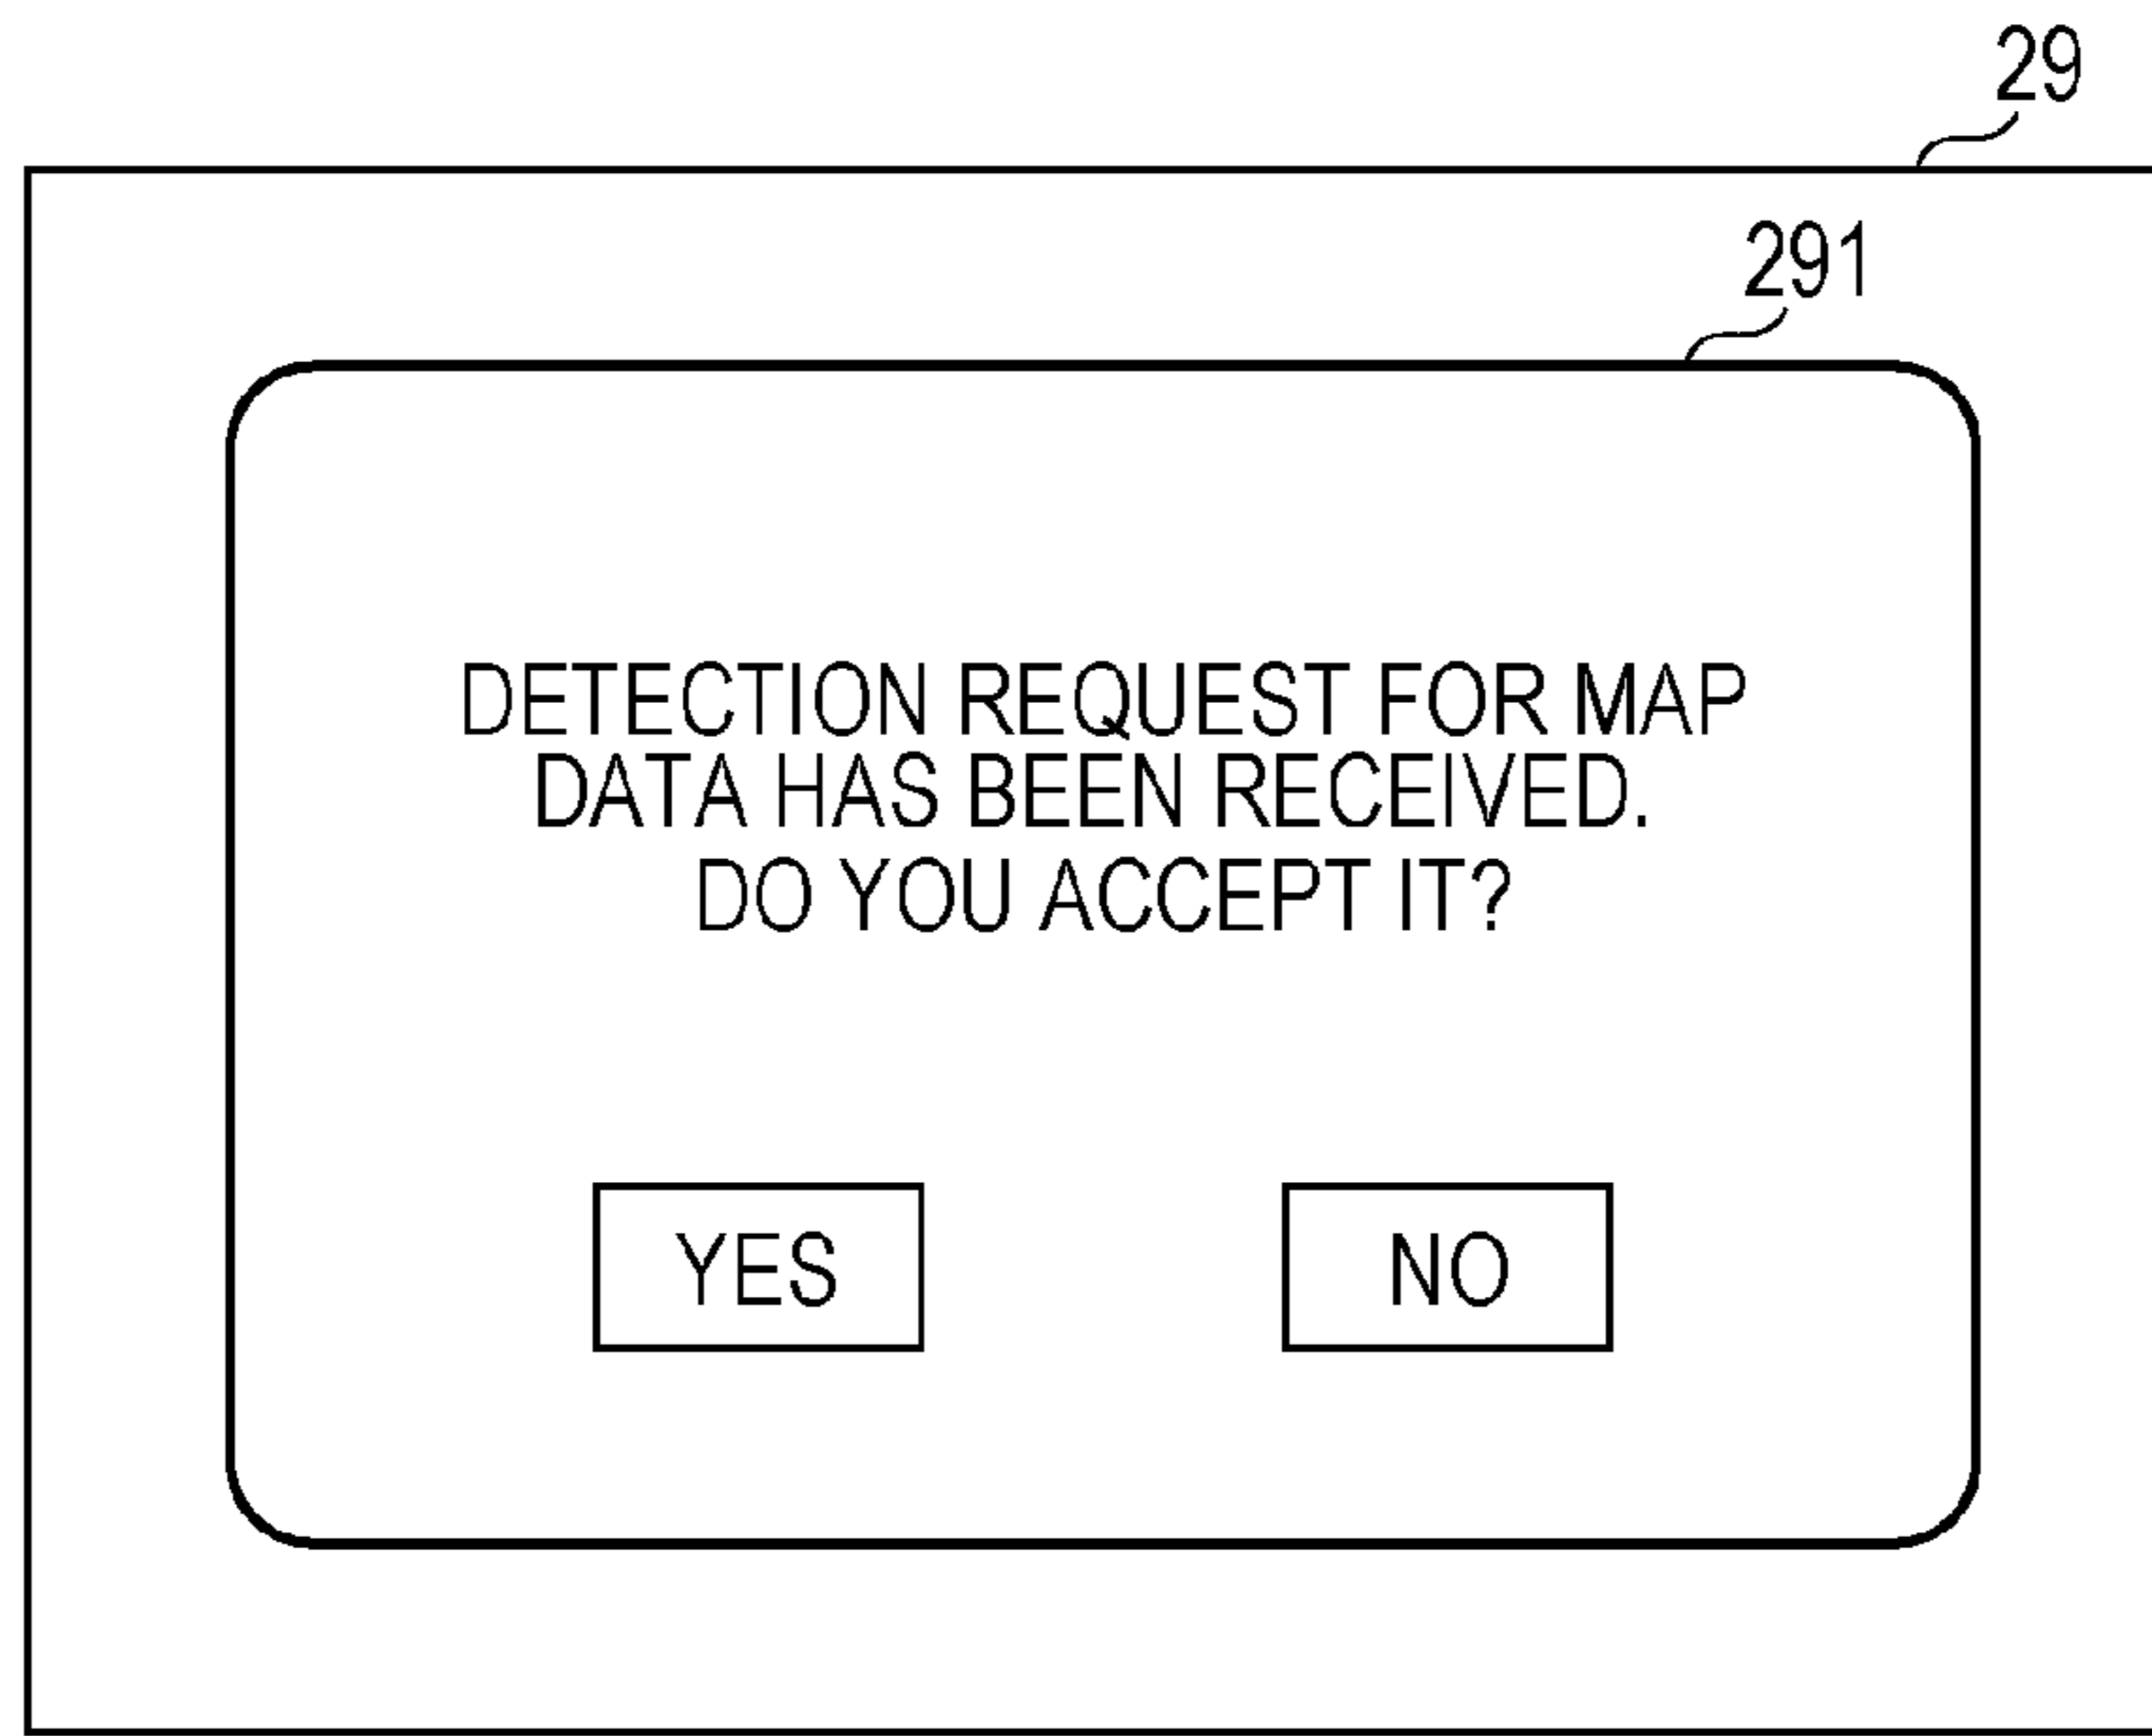 29
291
DETECTION REQUEST FOR MAP
DATA HAS BEEN RECEIVED.
DO YOU ACCEPT IT?
YES
NO